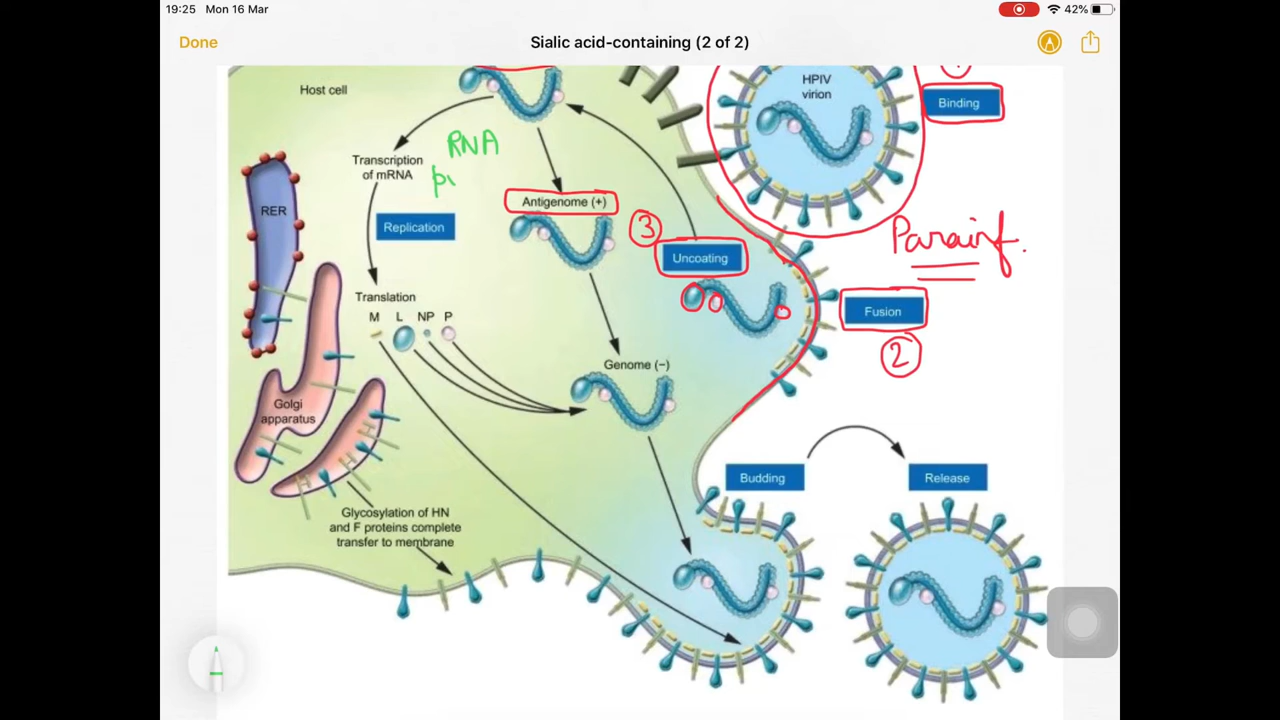 19:25 Mon 16 Mar
42%
Done
Sialic acid-containing (2 of 2)
Host cell
HPIV
virion
Binding
Transcription
of mRNA
RNA
Antigenome (+)
RER
Replication
3
Uncoating
Parainf.
Translation
M L NP P
Fusion
2
Genome (−)
Golgi
apparatus
Budding
Release
Glycosylation of HN
and F proteins complete
transfer to membrane